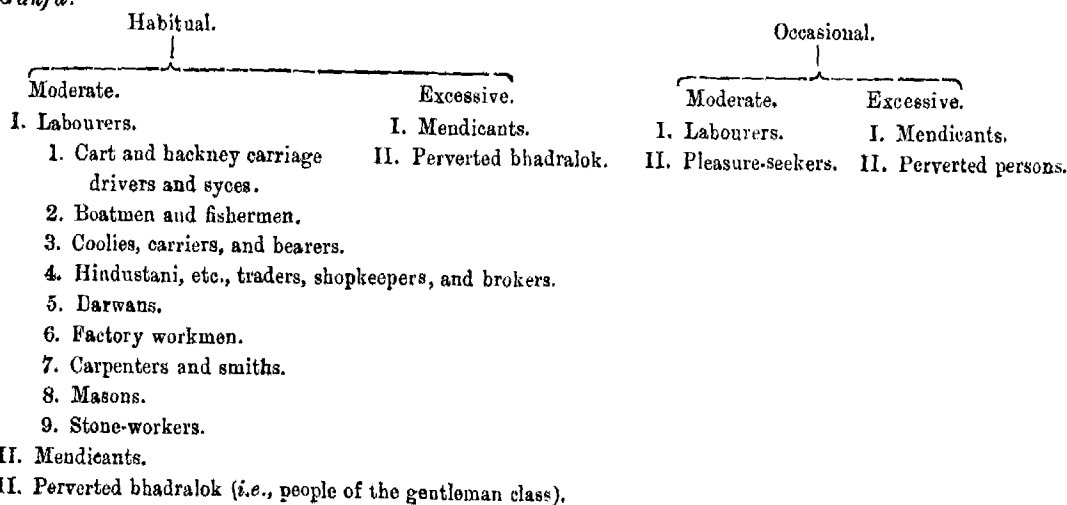 Habitual.
Occasional.
Moderate.
Excessive.
Moderate.
Excessive.
I. Labourers.
1. Cart and hackney carriage
drivers and syces.
2. Boatmen and fishermen.
3. Coolies, carriers, and bearers.
4. Hindustani, etc., traders, shopkeepers, and brokers.
5. Darwans.
6. Factory workmen.
7. Carpenters and smiths.
8. Masons.
9. Stone-workers.
II. Mendicants.
II. Perverted bhadralok (i.e., people of the gentleman class).
I. Mendicants.
II. Perverted bhadralok.
I. Labourers.
II. Pleasure-seekers.
I. Mendicants.
II. Perverted persons.